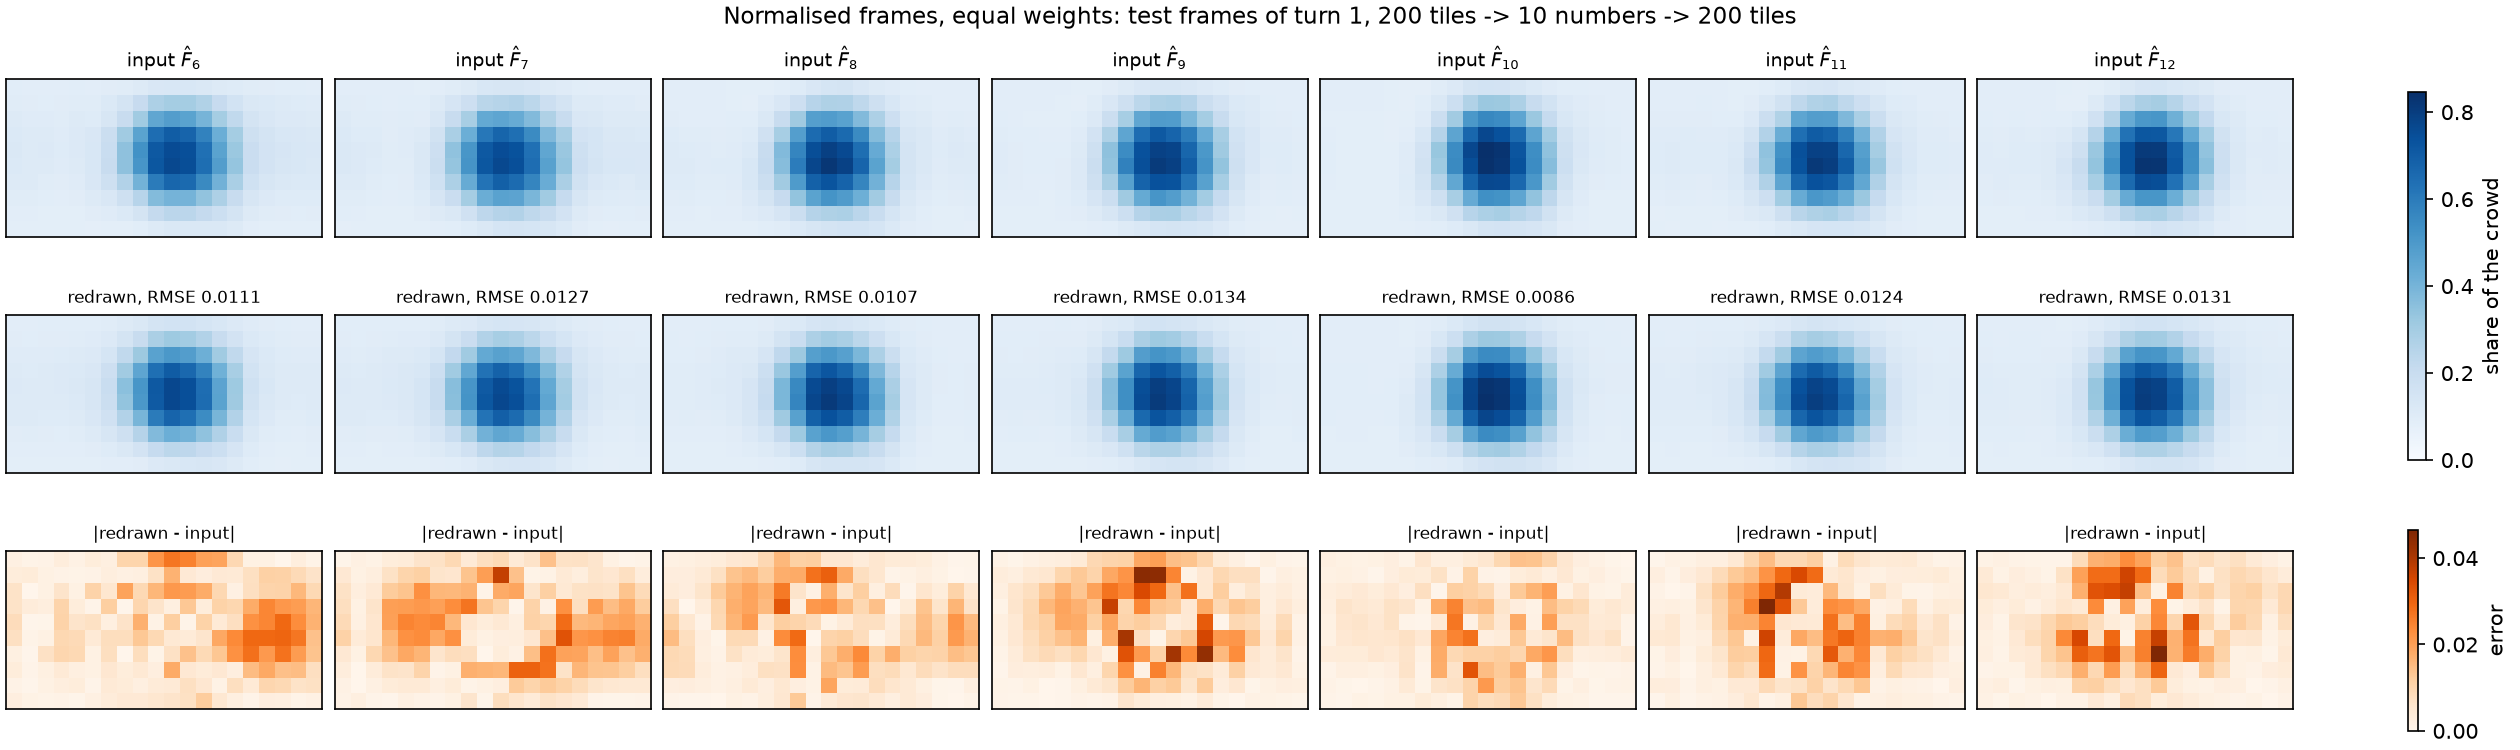 Normalised frames, equal weights: test frames of turn 1, 200 tiles -> 10 numbers -> 200 tiles
input F̂₆
input F̂₇
input F̂₈
input F̂₉
input F̂₁₀
input F̂₁₁
input F̂₁₂
redrawn, RMSE 0.0111
redrawn, RMSE 0.0127
redrawn, RMSE 0.0107
redrawn, RMSE 0.0134
redrawn, RMSE 0.0086
redrawn, RMSE 0.0124
redrawn, RMSE 0.0131
0.8
0.6
0.4
0.2
0.0
share of the crowd
|redrawn - input|
|redrawn - input|
|redrawn - input|
|redrawn - input|
|redrawn - input|
|redrawn - input|
|redrawn - input|
0.04
0.02
0.00
error